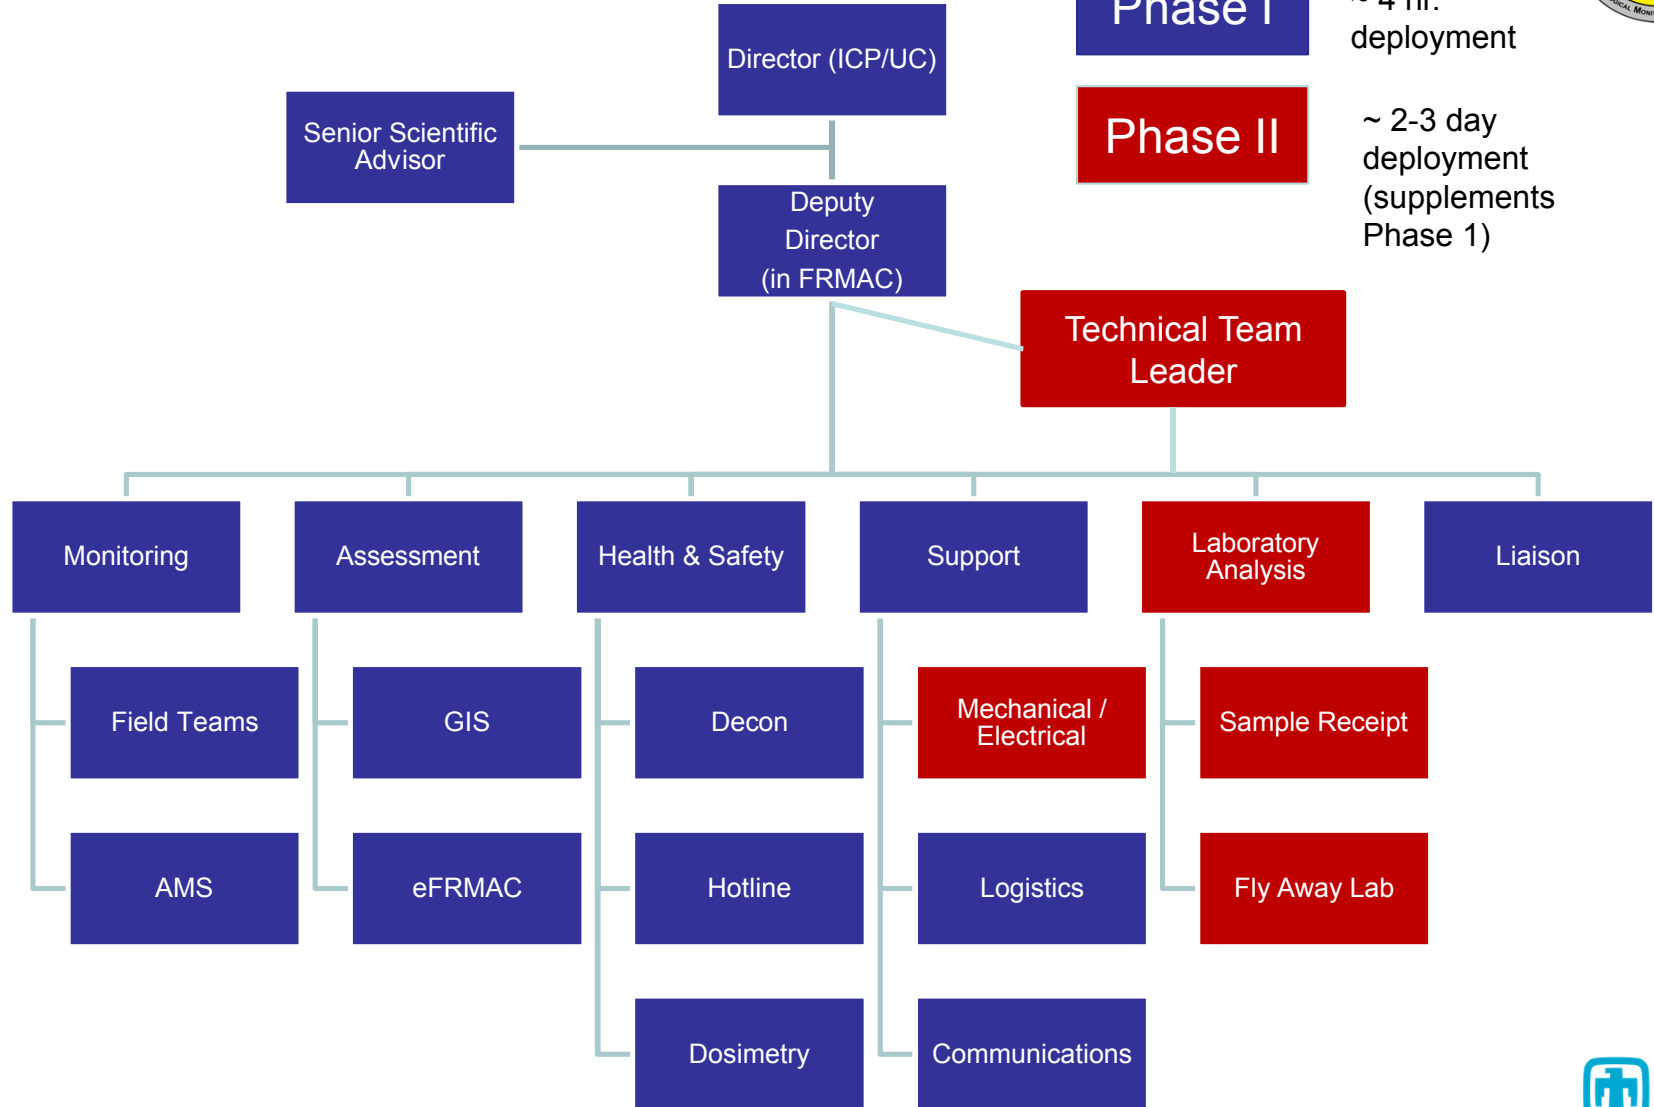 Phase I
~ 4 hr.
deployment
Director (ICP/UC)
Senior Scientific
Advisor
Phase II
~ 2-3 day
deployment
(supplements
Phase 1)
Deputy
Director
(in FRMAC)
Technical Team
Leader
Monitoring
Assessment
Health & Safety
Support
Laboratory
Analysis
Liaison
Field Teams
GIS
Decon
Mechanical /
Electrical
Sample Receipt
AMS
eFRMAC
Hotline
Logistics
Fly Away Lab
Dosimetry
Communications